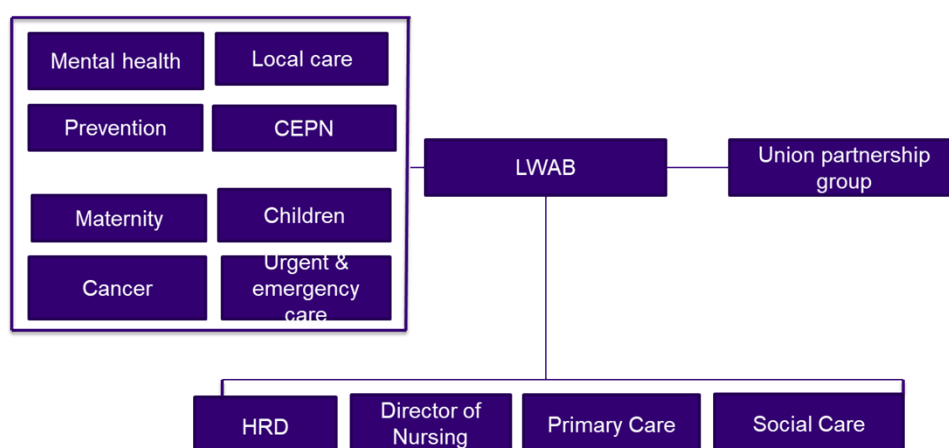 Mental health
Local care
Prevention
CEPN
LWAB
Union partnership
group
Maternity
Children
Cancer
Urgent &
emergency
care
HRD
Director of
Nursing
Primary Care
Social Care